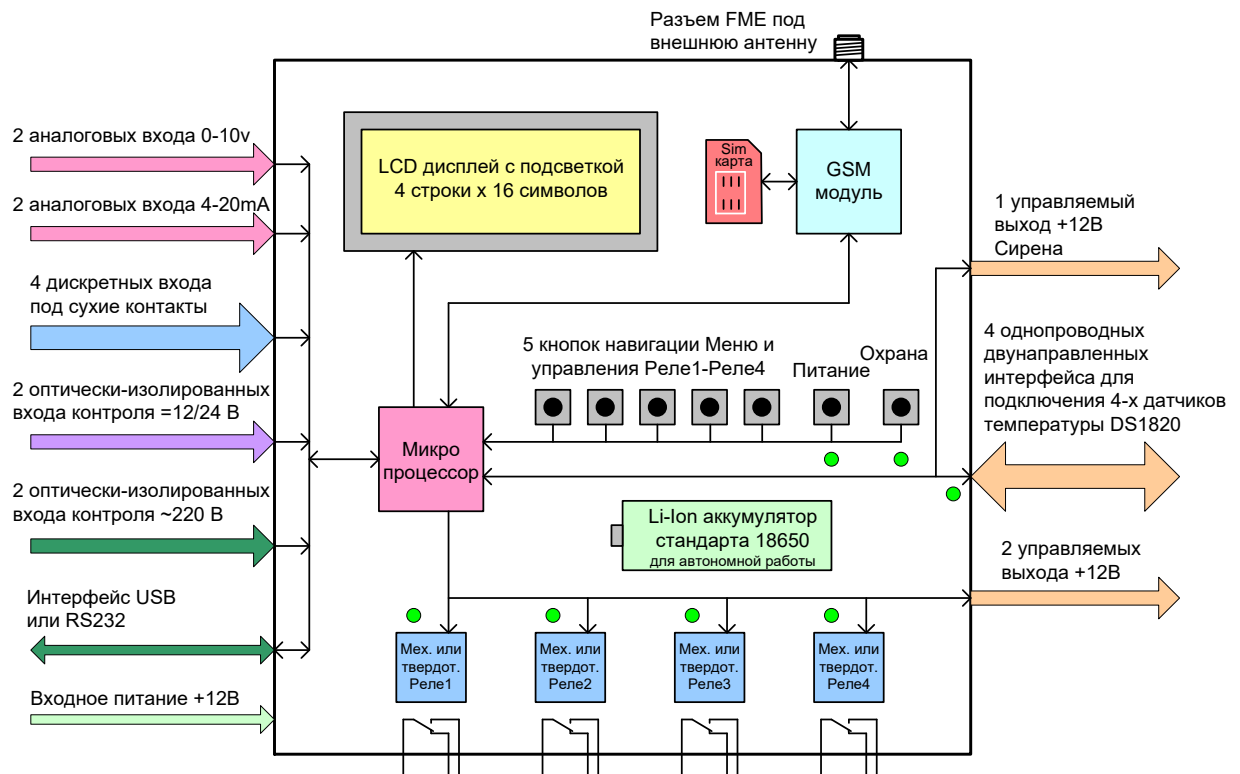 Разъем FME под
внешнюю антенну
2 аналоговых входа 0-10v
2 аналоговых входа 4-20mA
4 дискретных входа
под сухие контакты
2 оптически-изолированных
входа контроля =12/24 В
2 оптически-изолированных
входа контроля ~220 В
Интерфейс USB
или RS232
Входное питание +12В
LCD дисплей с подсветкой
4 строки x 16 символов
Sim
карта
GSM
модуль
5 кнопок навигации Меню и
управления Реле1-Реле4
Питание
Охрана
Микро
процессор
Li-Ion аккумулятор
стандарта 18650
для автономной работы
Мех. или
твердот.
Реле1
Мех. или
твердот.
Реле2
Мех. или
твердот.
Реле3
Мех. или
твердот.
Реле4
1 управляемый
выход +12В
Сирена
4 однопроводных
двунаправленных
интерфейса для
подключения 4-х датчиков
температуры DS1820
2 управляемых
выхода +12В